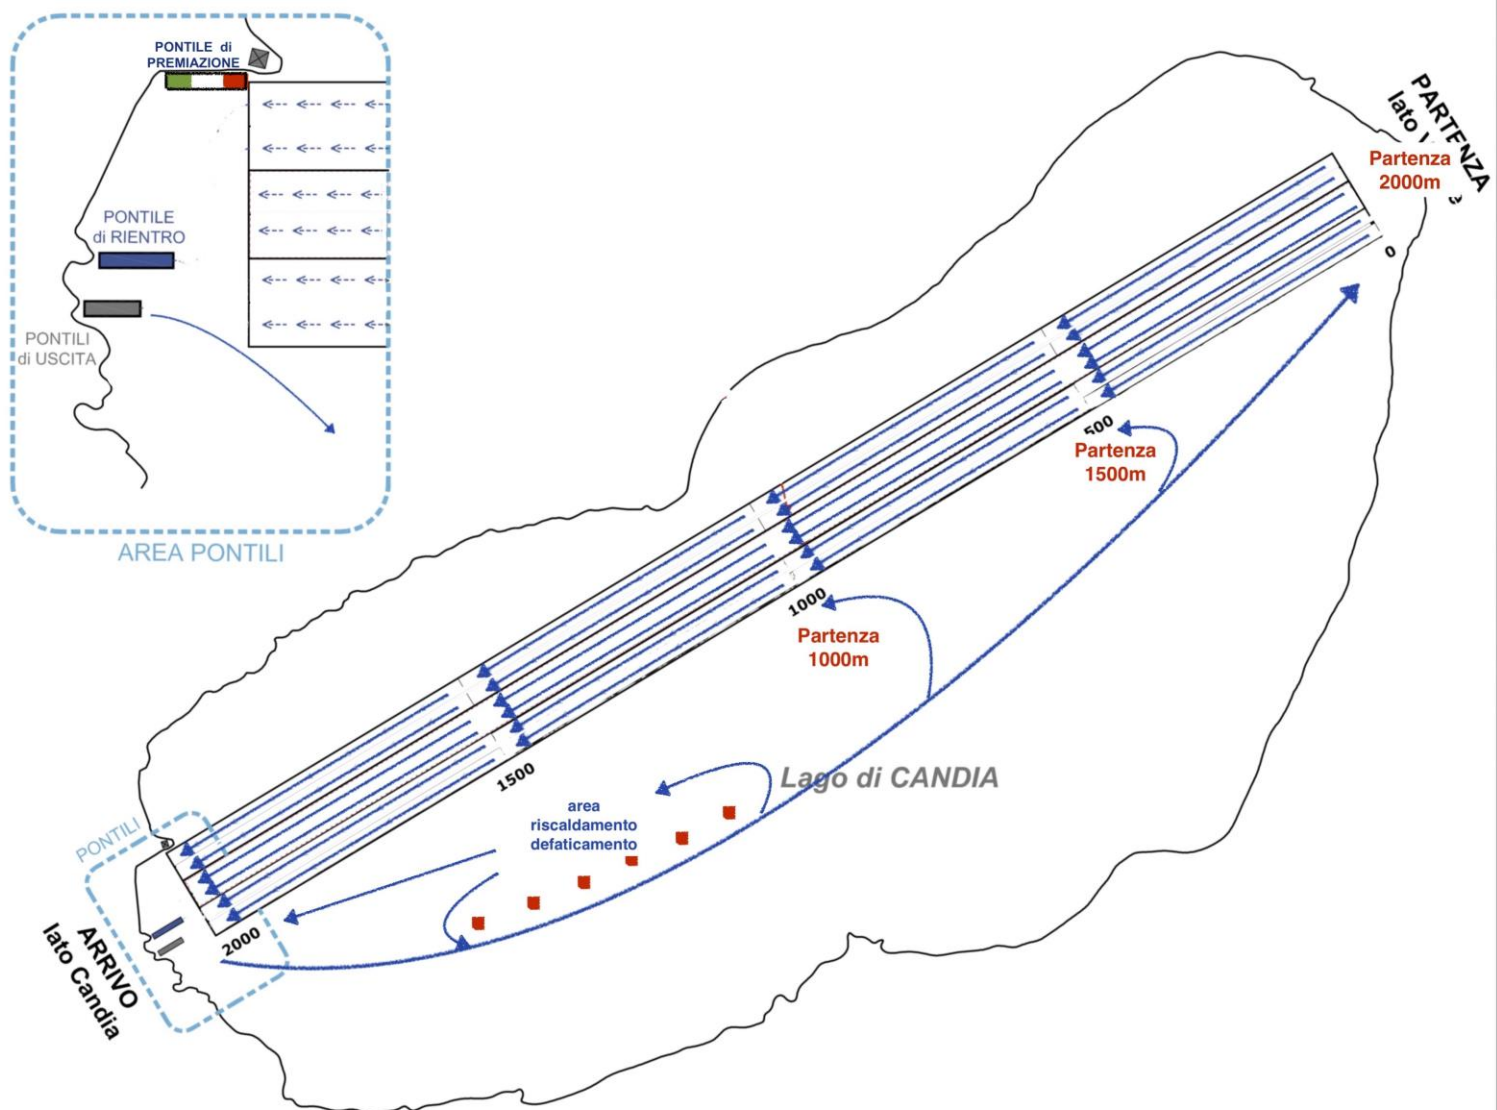 PONTILE di
PREMIAZIONE
PONTILE
di RIENTRO
PONTILI
di USCITA
AREA PONTILI
PARTENZA
lato
Partenza
2000m
0
500
Partenza
1500m
1000
Partenza
1000m
1500
Lago di CANDIA
area
riscaldamento
defaticamento
PONTILI
2000
ARRIVO
lato Candia